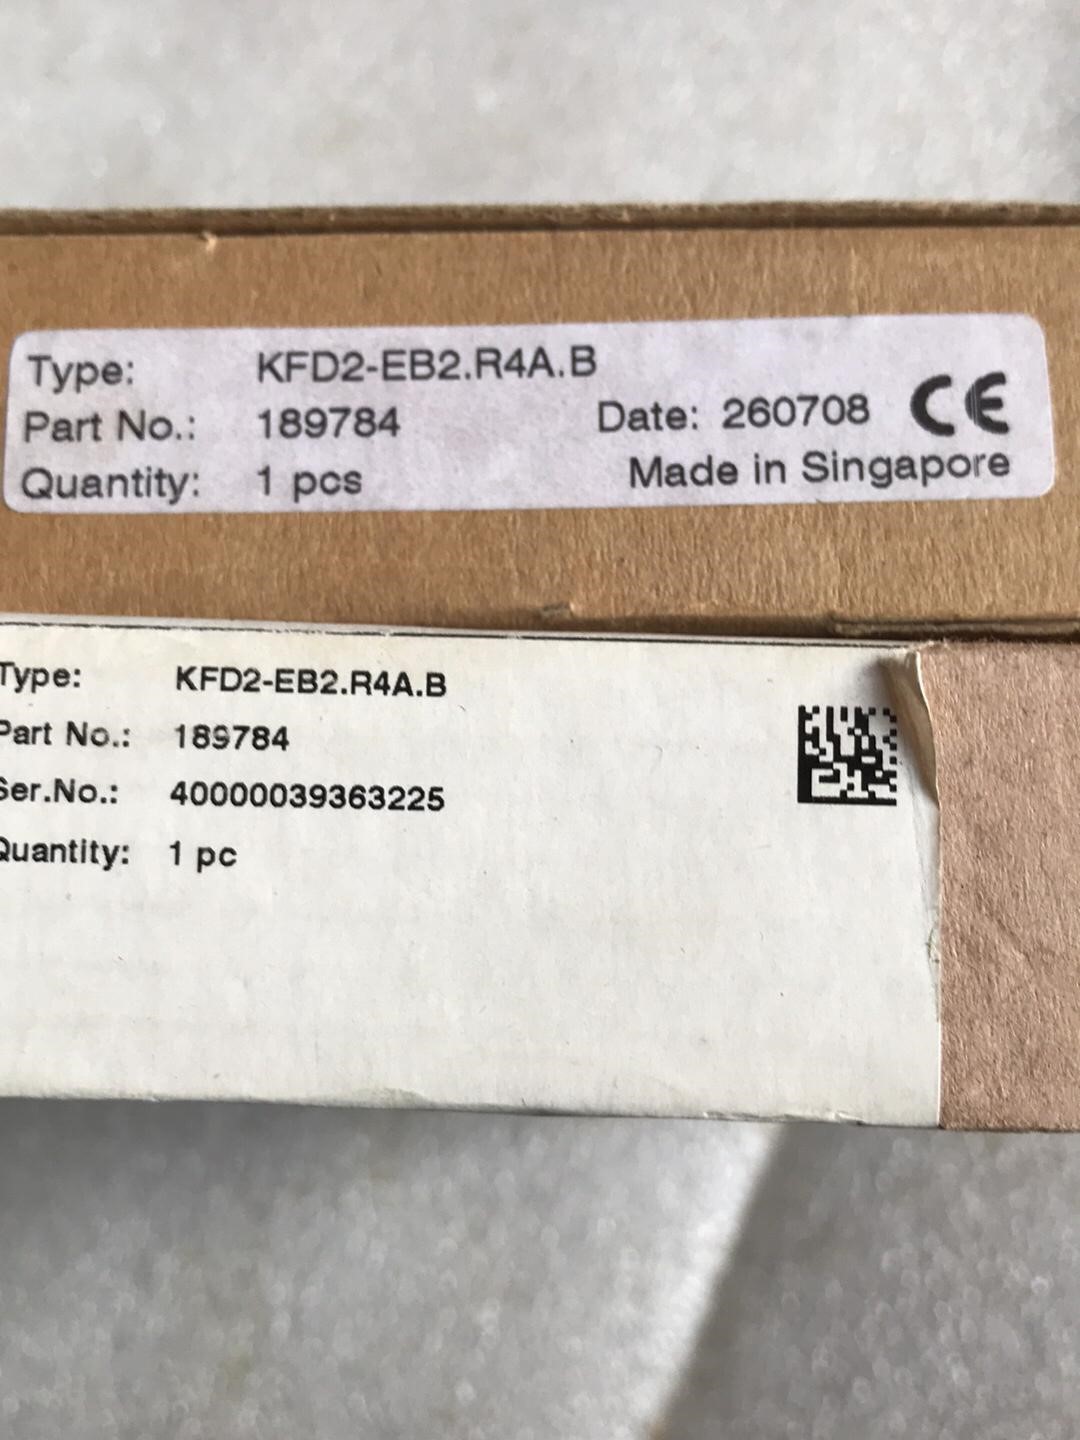 Type: KFD2-EB2.R4A.B
Part No.: 189784 Date: 260708 CE
Quantity: 1 pcs Made in Singapore
Type: KFD2-EB2.R4A.B
Part No.: 189784
Ser.No.: 40000039363225
Quantity: 1 pc